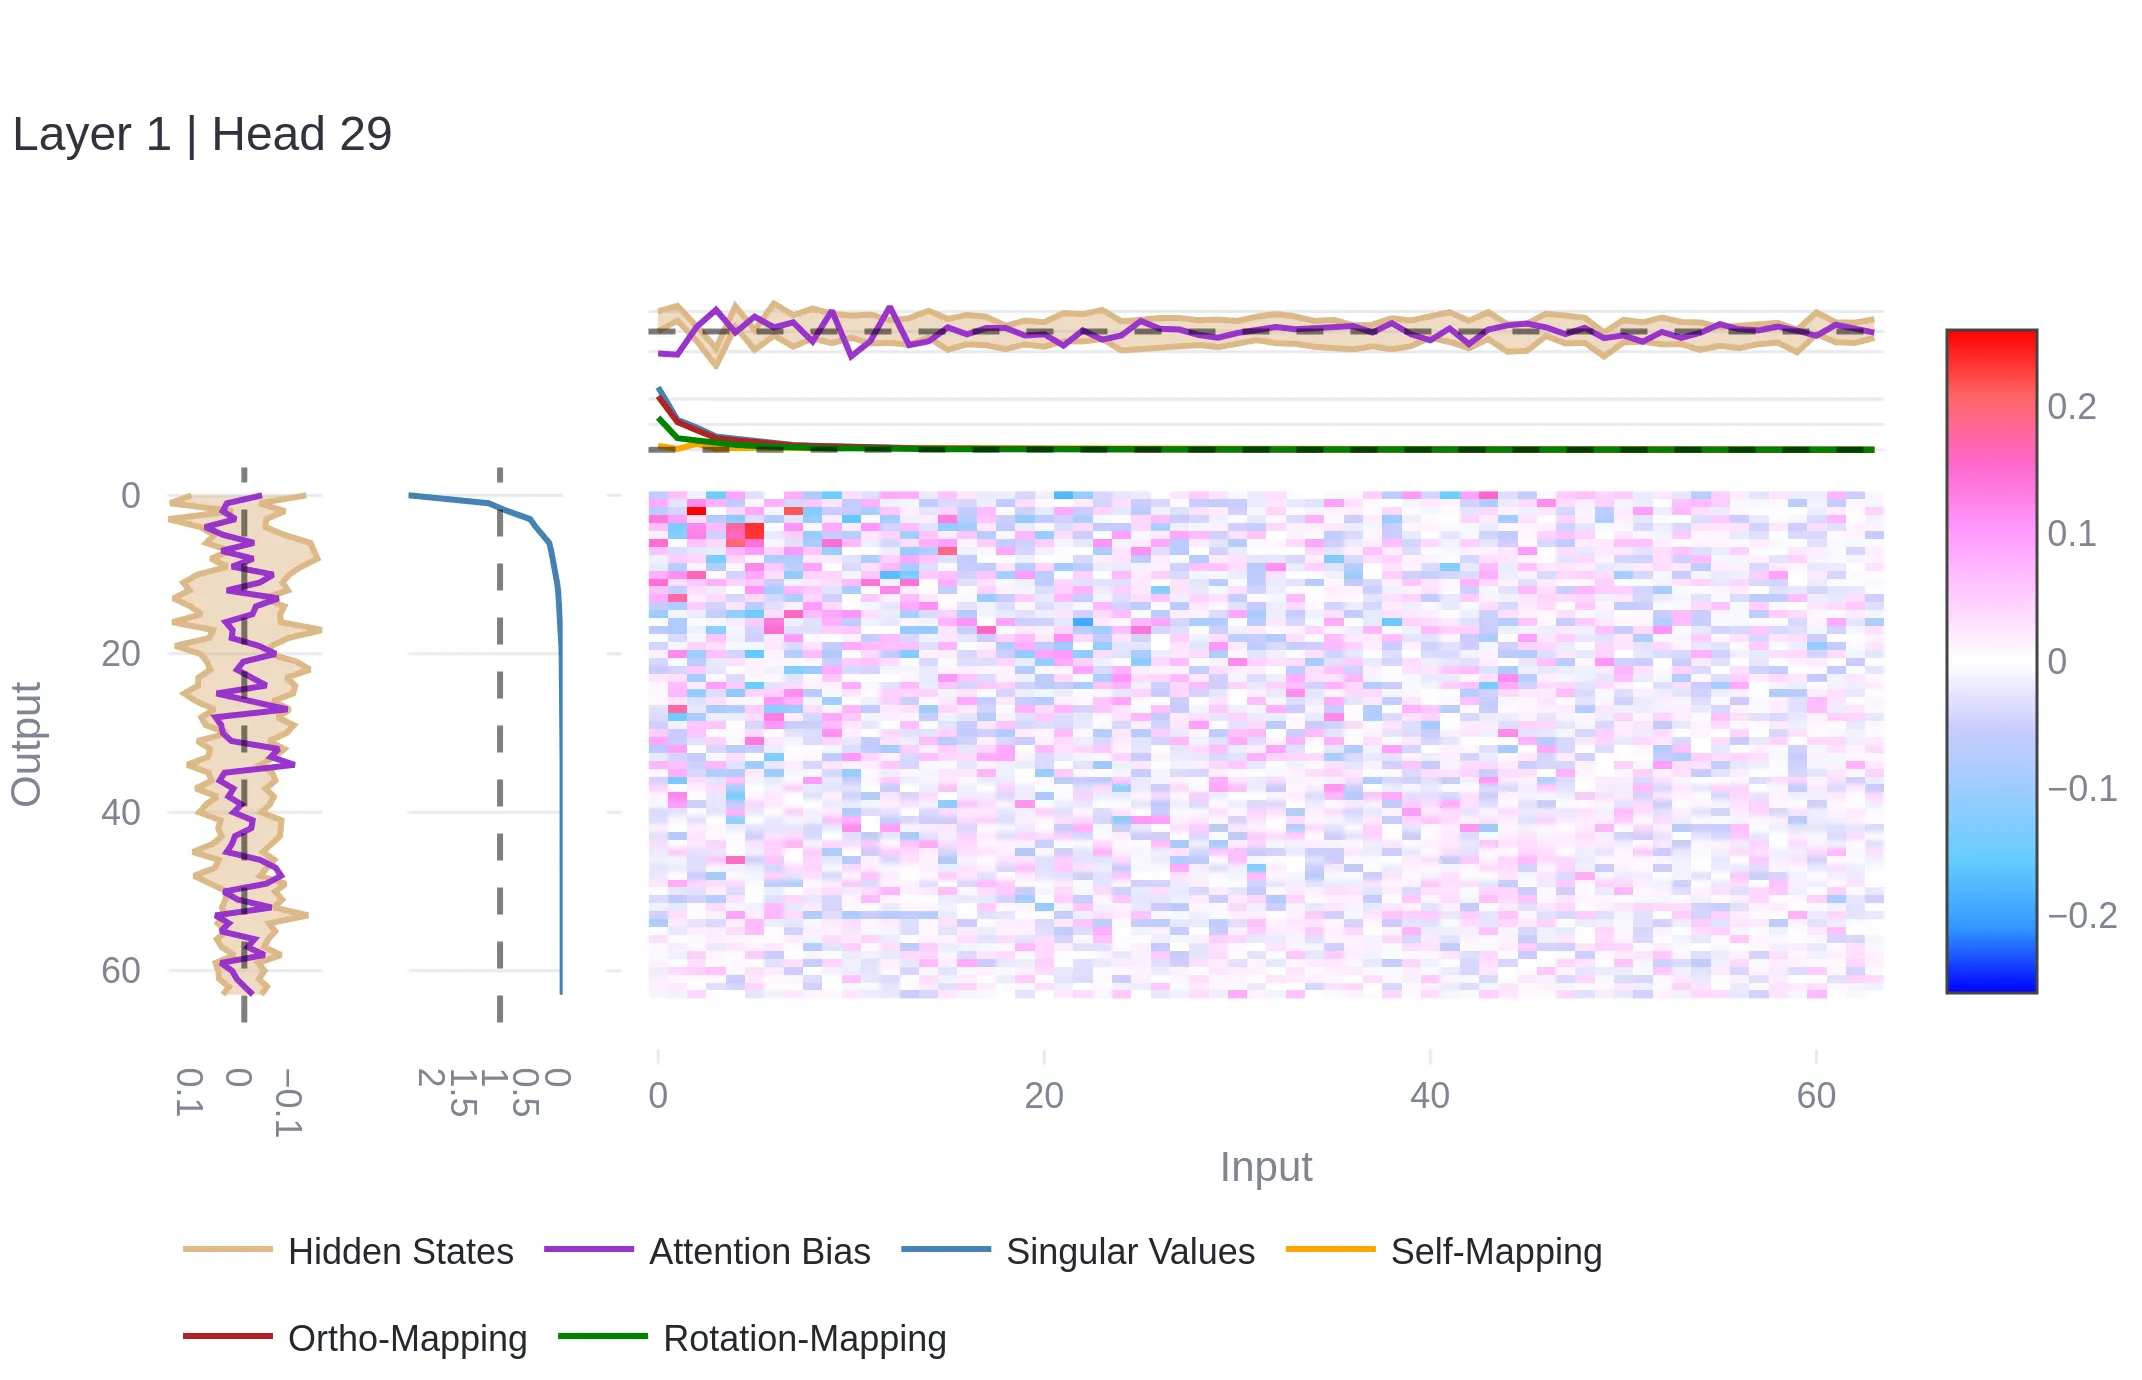 Layer 1 | Head 29
0
20
40
60
Output
0.1
0
−0.1
2
1.5
1
0.5
0
0
20
40
60
Input
0.2
0.1
0
−0.1
−0.2
Hidden States
Attention Bias
Singular Values
Self-Mapping
Ortho-Mapping
Rotation-Mapping